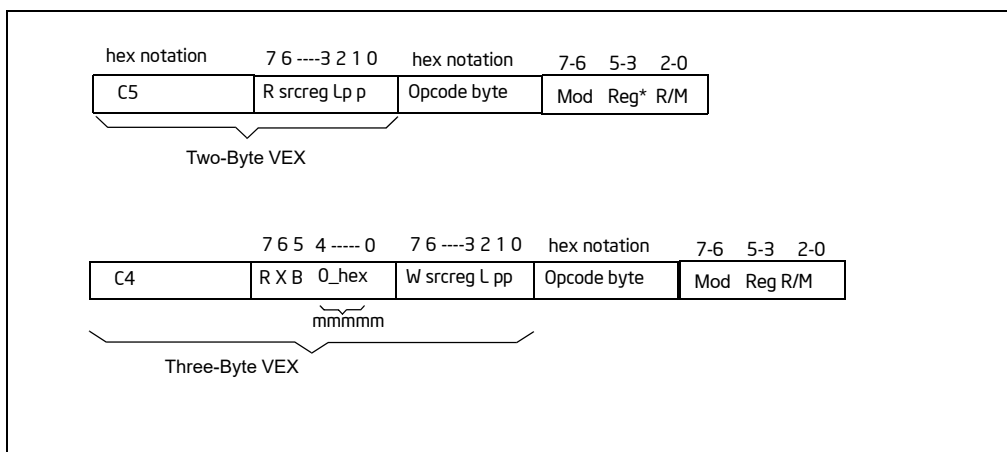 hex notation 7 6 ----3 2 1 0 hex notation 7-6 5-3 2-0
C5 R srcreg Lp p Opcode byte Mod Reg* R/M
Two-Byte VEX
7 6 5 4 ----- 0 7 6 ----3 2 1 0 hex notation 7-6 5-3 2-0
C4 R X B 0_hex W srcreg L pp Opcode byte Mod Reg R/M
mmmmm
Three-Byte VEX